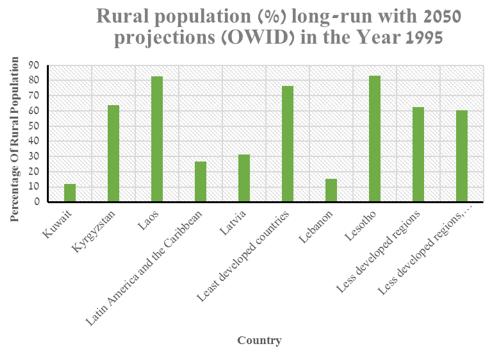 Rural population (%) long-run with 2050
projections (OWID) in the Year 1995
Percentage Of Rural Population
90
80
70
60
50
40
30
20
10
0
Kuwait
Kyrgyzstan
Laos
Latin America and the Caribbean
Latvia
Least developed countries
Lebanon
Lesotho
Less developed regions
Less developed regions,…
Country